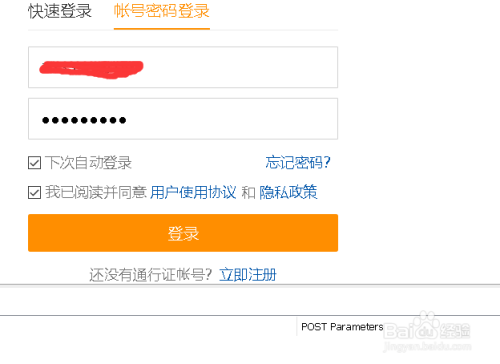 快速登录 帐号密码登录
下次自动登录 忘记密码?
我已阅读并同意 用户使用协议 和 隐私政策
登录
还没有通行证帐号? 立即注册
POST Parameters
Baidu 经验
jingyan.baidu.com